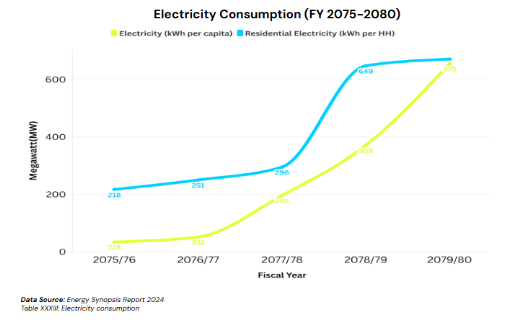 Electricity Consumption (FY 2075-2080)
Electricity (kWh per capita) Residential Electricity (kWh per HH)
Megawatt(MW)
600
400
200
0
218
251
296
649
2075/76 2076/77 2077/78 2078/79 2079/80
Fiscal Year
Data Source: Energy Synopsis Report 2024
Table XXXIII: Electricity consumption